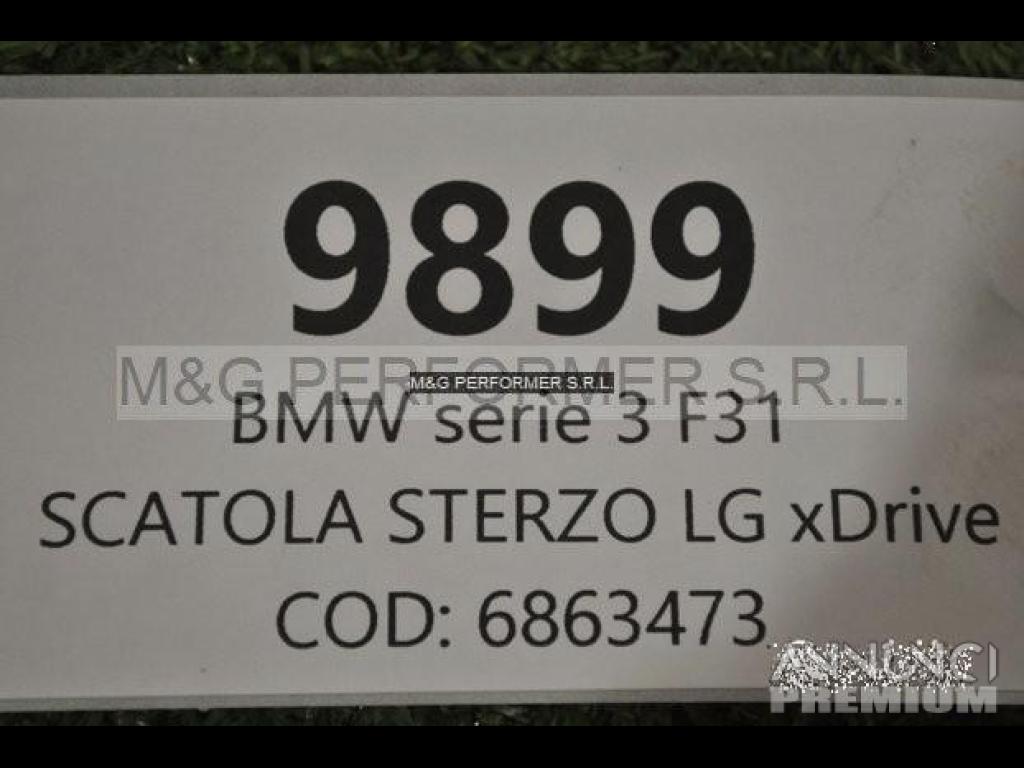 9899
M&G PERFORMER S.R.L.
M&G PERFORMER S.R.L.
BMW serie 3 F31
SCATOLA STERZO LG xDrive
COD: 6863473
ANNUNCI
PREMIUM